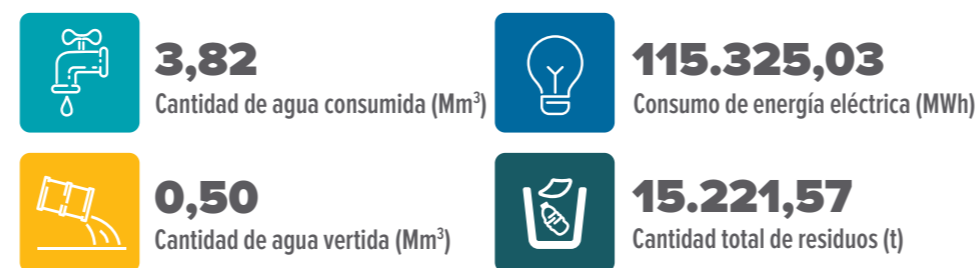 3,82
Cantidad de agua consumida (Mm³)
115.325,03
Consumo de energía eléctrica (MWh)
0,50
Cantidad de agua vertida (Mm³)
15.221,57
Cantidad total de residuos (t)